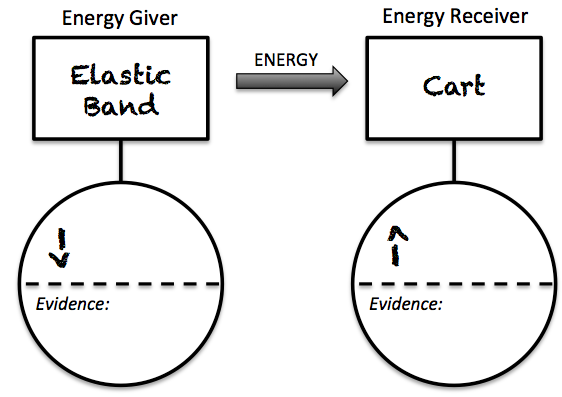 Energy Giver
Energy Receiver
ENERGY
Elastic
Band
Cart
Evidence:
Evidence: